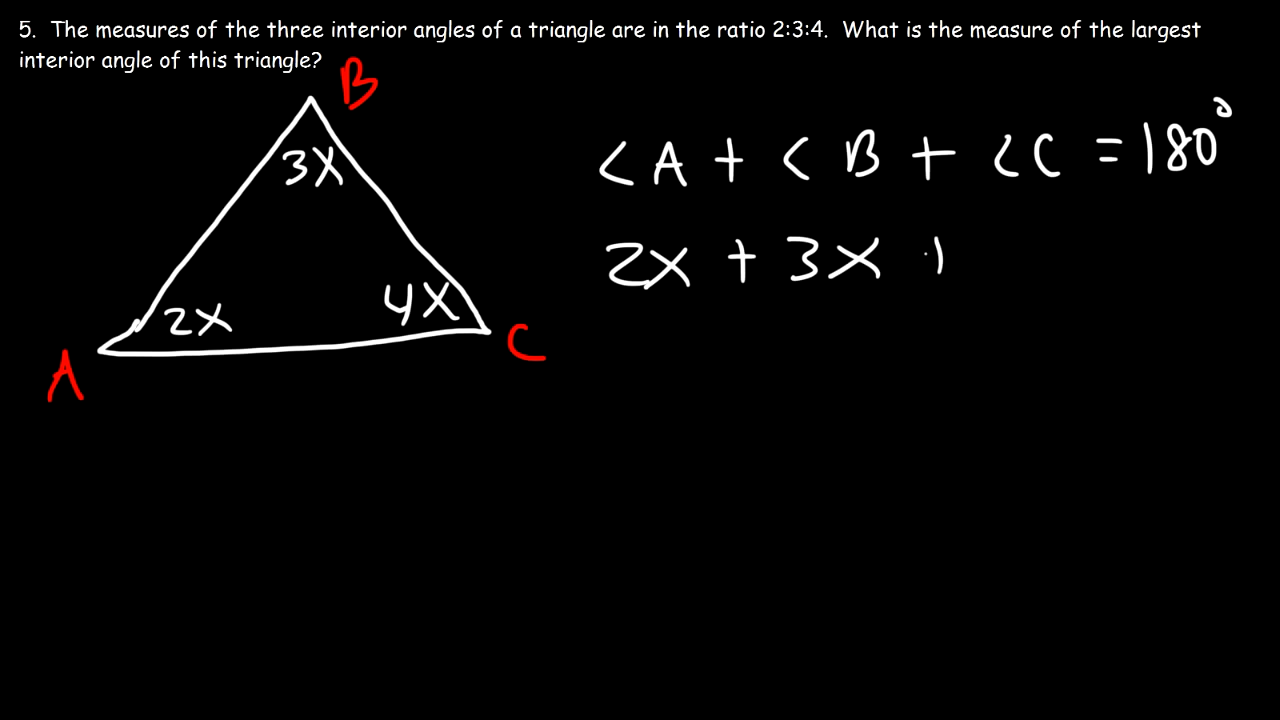 5. The measures of the three interior angles of a triangle are in the ratio 2:3:4. What is the measure of the largest
interior angle of this triangle?
B
3X
<A + <B + <C = 180°
2X + 3X +
2X
4X
C
A